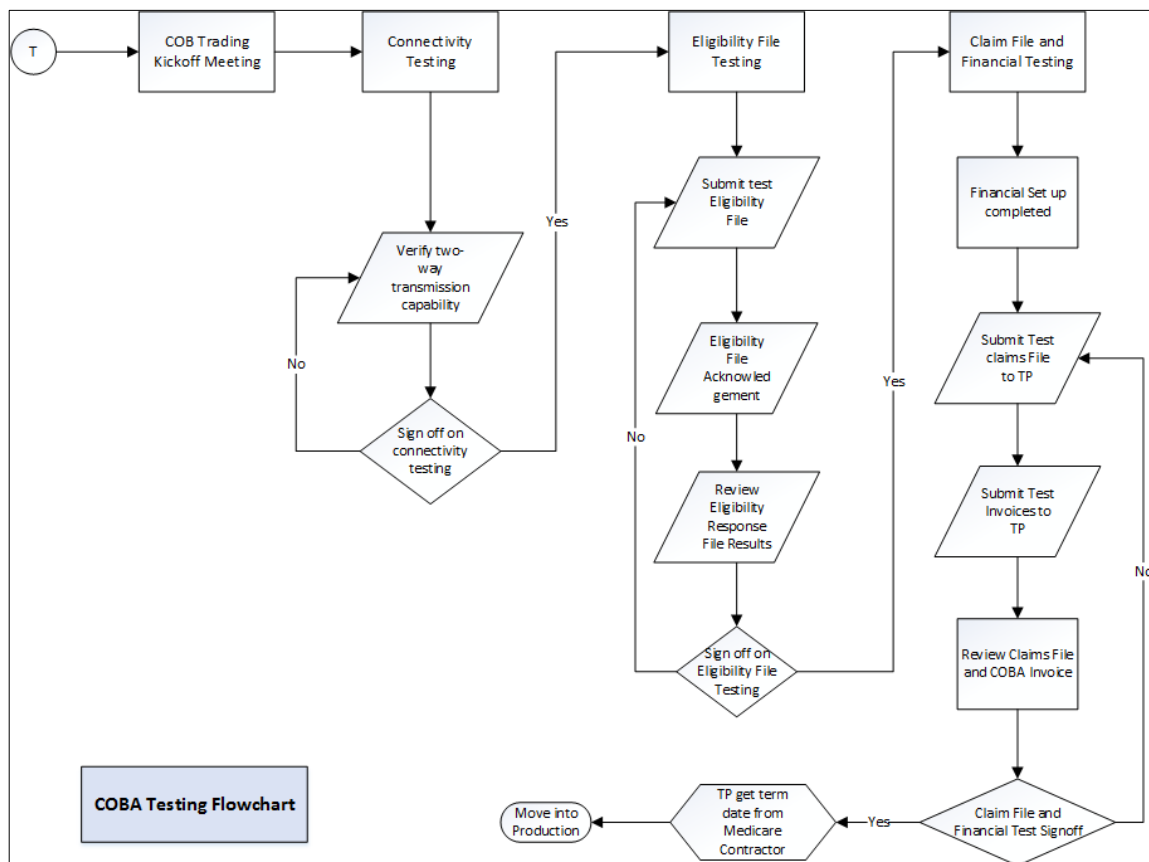 T
COB Trading
Kickoff Meeting
Connectivity
Testing
Verify two-
way
transmission
capability
No
Sign off on
connectivity
testing
Yes
Eligibility File
Testing
Submit test
Eligibility
File
Eligibility
File
Acknowled
gement
Review
Eligibility
Response
File Results
No
Sign off on
Eligibility File
Testing
Yes
Claim File and
Financial Testing
Financial Set up
completed
Submit Test
claims File
to TP
Submit Test
Invoices to
TP
Review Claims File
and COBA Invoice
No
Claim File and
Financial Test Signoff
Yes
TP get term
date from
Medicare
Contractor
Move into
Production
COBA Testing Flowchart